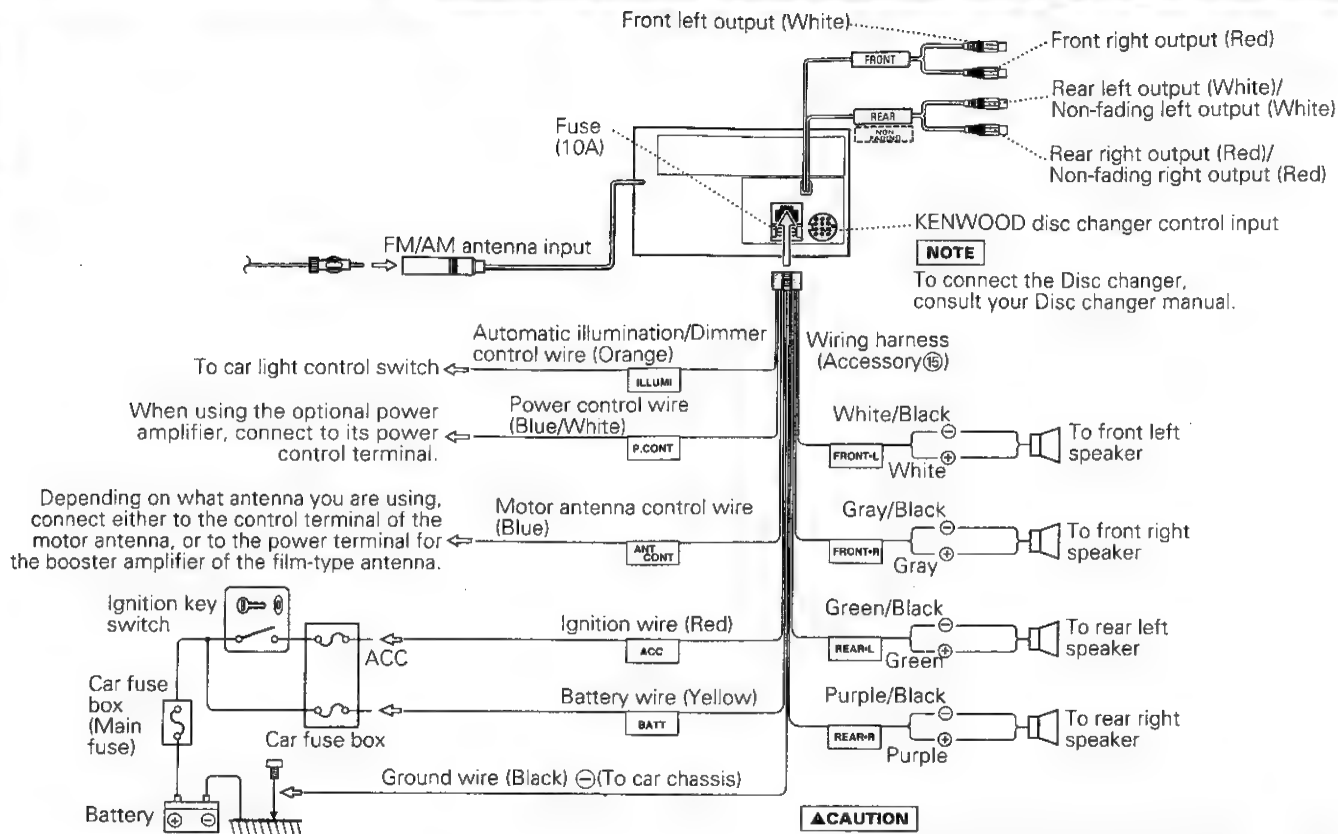 Front left output (White)
Front right output (Red)
FRONT
Rear left output (White)/
Non-fading left output (White)
REAR
NON
FADING
Rear right output (Red)/
Non-fading right output (Red)
Fuse
(10A)
KENWOOD disc changer control input
NOTE
To connect the Disc changer,
consult your Disc changer manual.
FM/AM antenna input
Wiring harness
(Accessory⑮)
Automatic illumination/Dimmer
control wire (Orange)
To car light control switch
ILLUMI
When using the optional power
amplifier, connect to its power
control terminal.
Power control wire
(Blue/White)
P.CONT
Depending on what antenna you are using,
connect either to the control terminal of the
motor antenna, or to the power terminal for
the booster amplifier of the film-type antenna.
Motor antenna control wire
(Blue)
ANT
CONT
Ignition key
switch
ACC
Ignition wire (Red)
ACC
Car fuse
box
(Main
fuse)
Car fuse box
Battery wire (Yellow)
BATT
Ground wire (Black) ⊖(To car chassis)
Battery
⊕ ⊖
White/Black
⊖
FRONT•L
White
⊕
To front left
speaker
Gray/Black
⊖
FRONT•R
Gray
⊕
To front right
speaker
Green/Black
⊖
REAR•L
Green
⊕
To rear left
speaker
Purple/Black
⊖
REAR•R
Purple
⊕
To rear right
speaker
⚠CAUTION